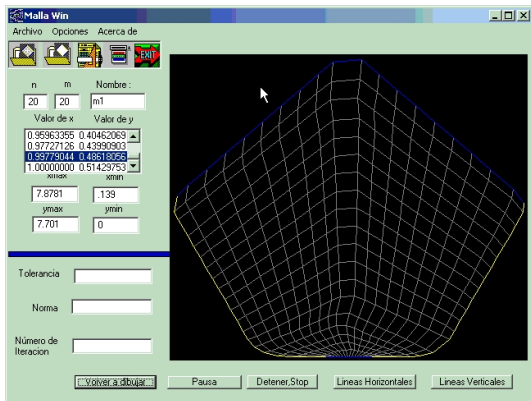 Malla Win
Archivo Opciones Acerca de
EXIT
n m Nombre :
20 20 m1
Valor de x Valor de y
0.95963355 0.40462069
0.97727126 0.43990903
0.99779044 0.48618056
1.00000000 0.51429753
xmax xmin
7.8781 .139
ymax ymin
7.701 0
Tolerancia
Norma
Número de
Iteracion
Volver a dibujar Pausa Detener,Stop Lineas Horizontales Lineas Verticales